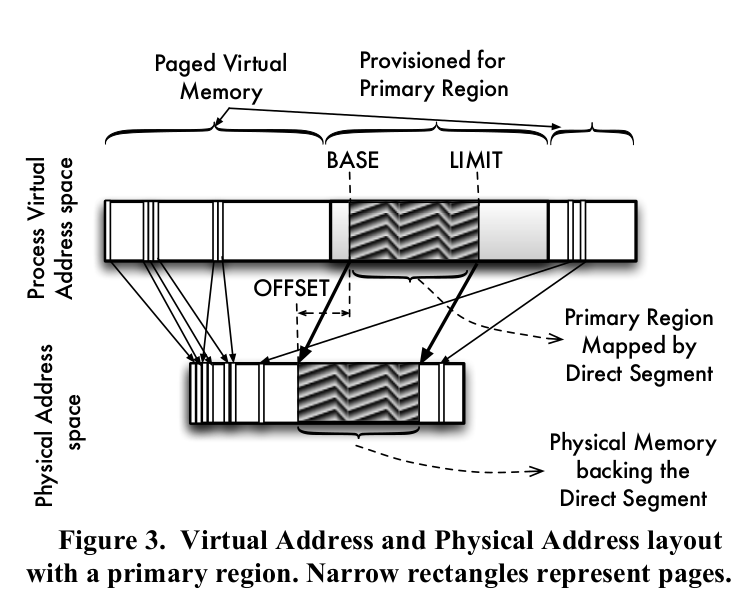 Paged Virtual
Memory
Provisioned for
Primary Region
BASE
LIMIT
Process Virtual
Address space
OFFSET
Primary Region
Mapped by
Direct Segment
Physical Address
space
Physical Memory
backing the
Direct Segment
Figure 3.  Virtual Address and Physical Address layout
with a primary region. Narrow rectangles represent pages.